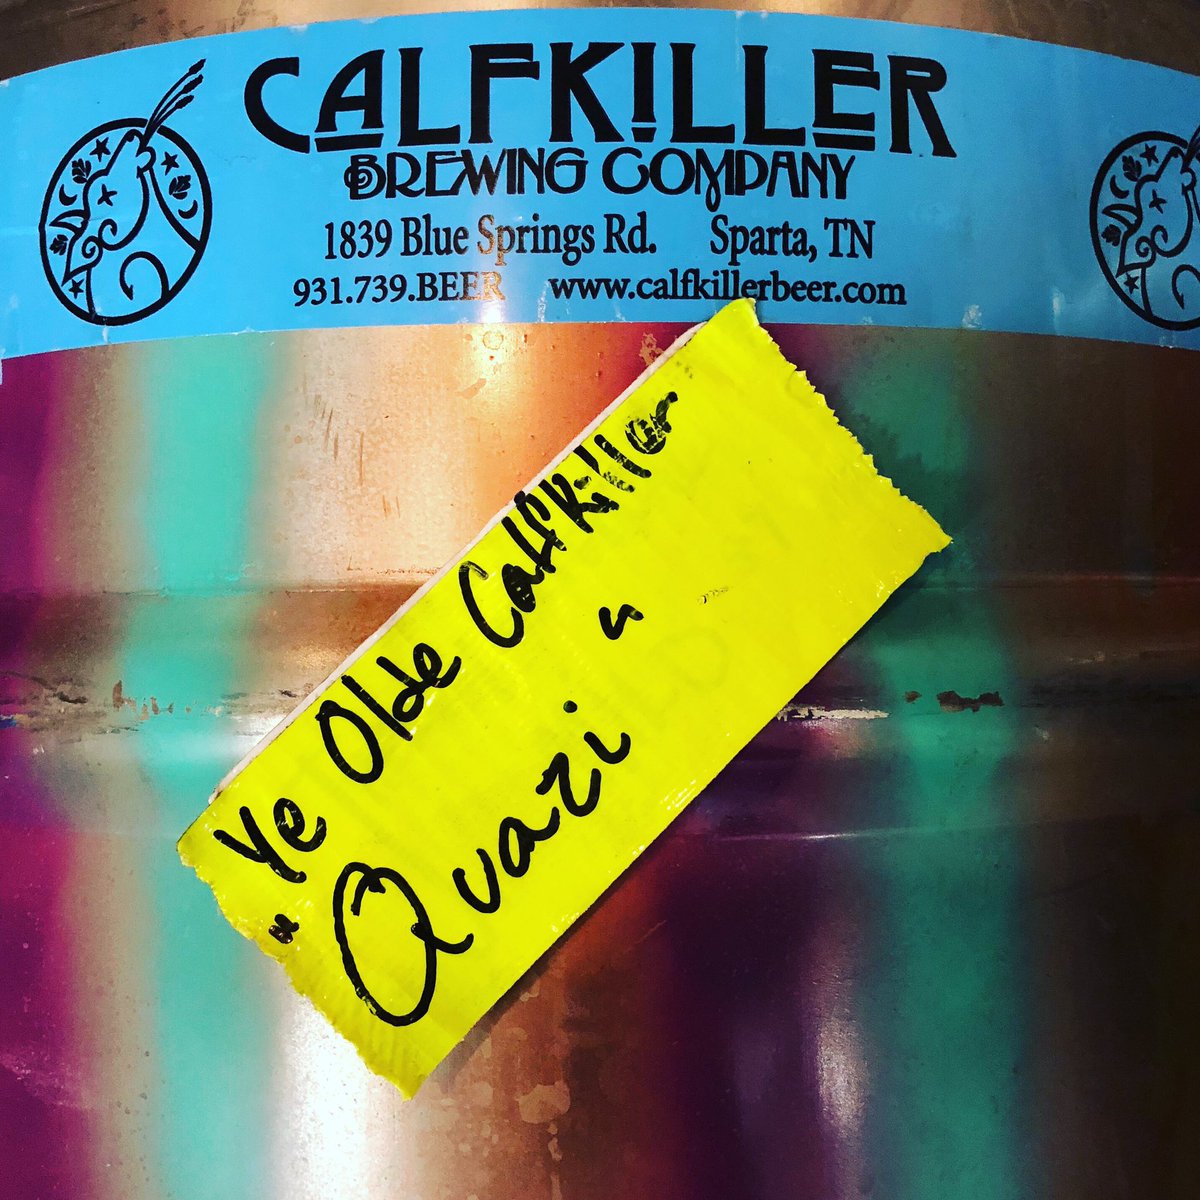 CALFKILLER
BREWING COMPANY
1839 Blue Springs Rd. Sparta, TN
931.739.BEER www.calfkillerbeer.com
Ye Olde Calfkiller
"Quazi"